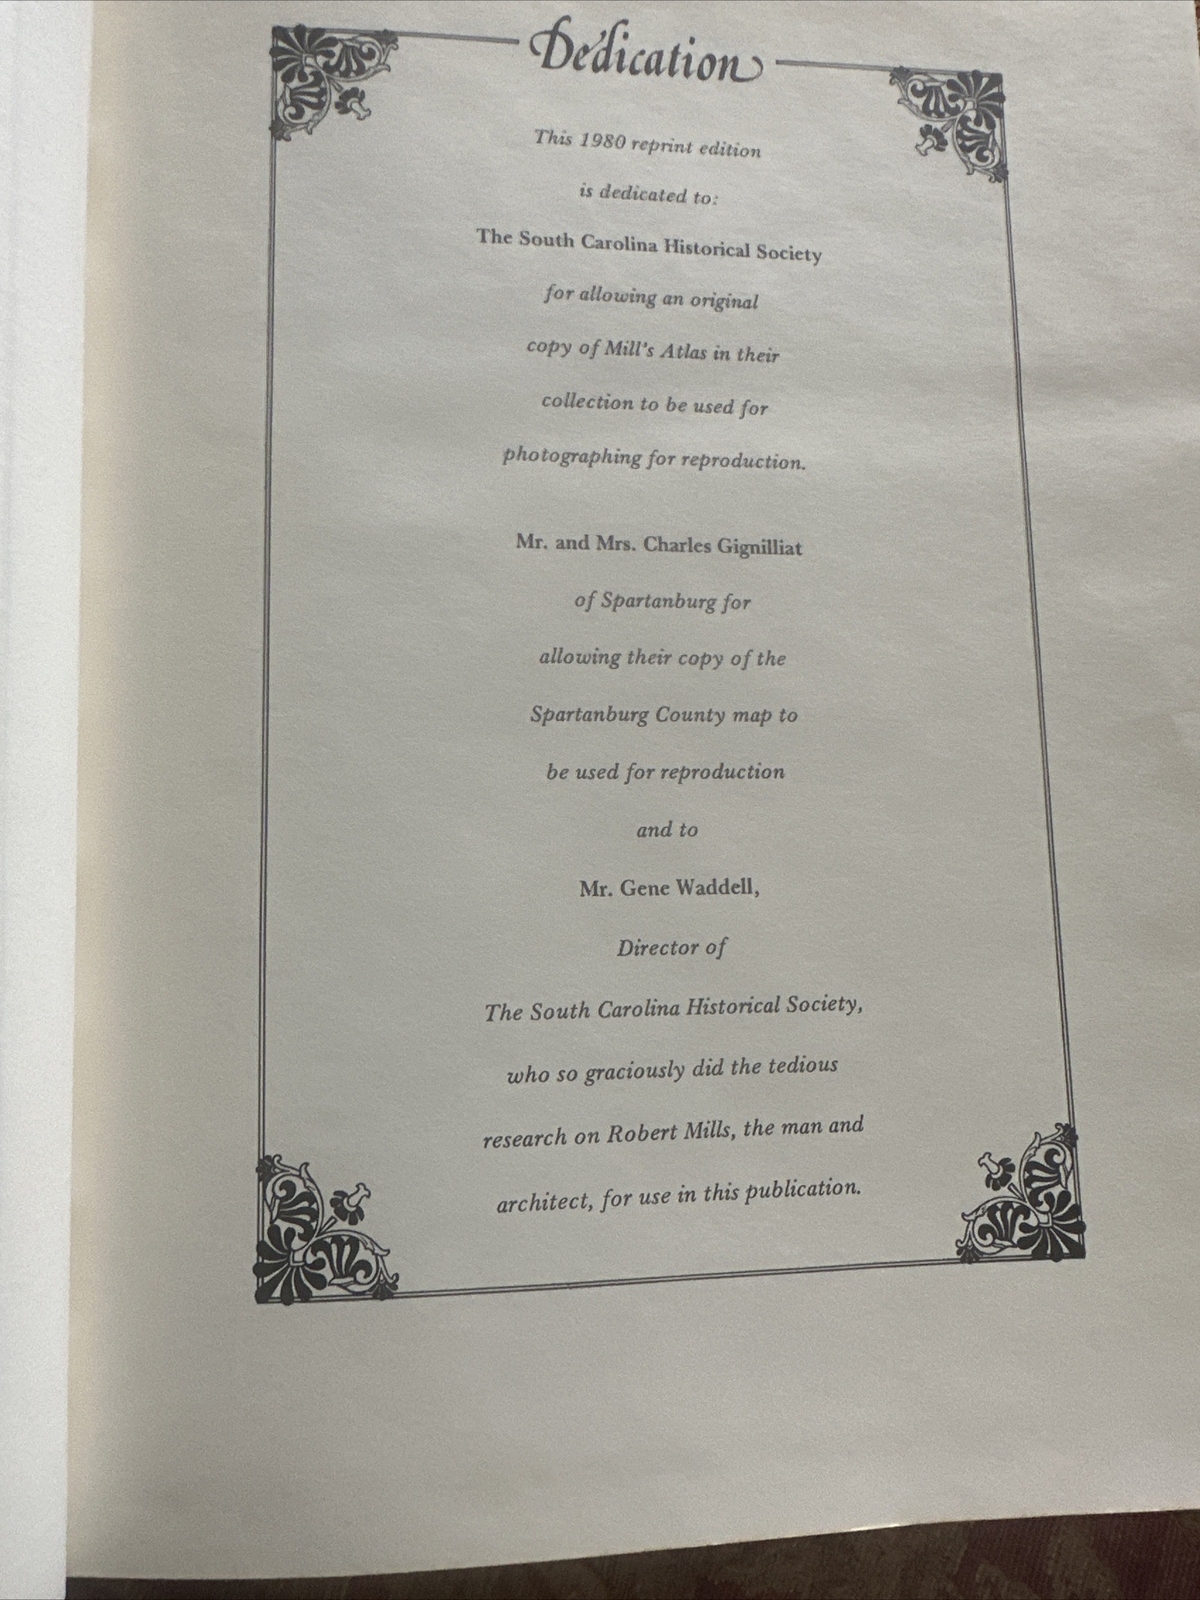 Dedication
This 1980 reprint edition
is dedicated to:
The South Carolina Historical Society
for allowing an original
copy of Mill's Atlas in their
collection to be used for
photographing for reproduction.
Mr. and Mrs. Charles Gignilliat
of Spartanburg for
allowing their copy of the
Spartanburg County map to
be used for reproduction
and to
Mr. Gene Waddell,
Director of
The South Carolina Historical Society,
who so graciously did the tedious
research on Robert Mills, the man and
architect, for use in this publication.